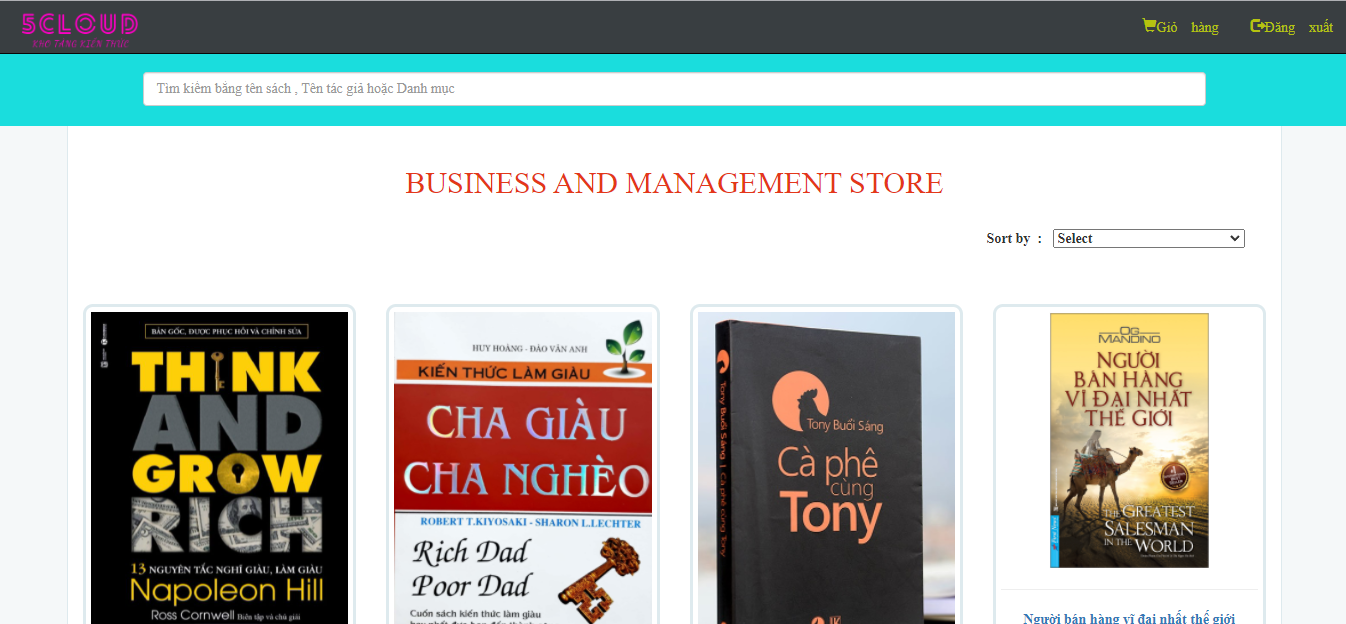 5CLOUD
KHO TÀNG KIẾN THỨC
Giỏ hàng
Đăng xuất
Tìm kiếm bằng tên sách , Tên tác giả hoặc Danh mục
BUSINESS AND MANAGEMENT STORE
Sort by :
Select
BẢN GỐC, ĐƯỢC PHỤC HỒI VÀ CHỈNH SỬA
THINK
AND
GROW
RICH
13 NGUYÊN TẮC NGHĨ GIÀU, LÀM GIÀU
Napoleon Hill
Ross Cornwell Biên tập và chú giải
HUY HOÀNG - ĐÀO VÂN ANH
KIẾN THỨC LÀM GIÀU
CHA GIÀU
CHA NGHÈO
ROBERT T.KIYOSAKI - SHARON L.LECHTER
Rich Dad
Poor Dad
Cuốn sách kiến thức làm giàu
Tony Buổi Sáng | Cà phê cùng Tony
Tony Buổi Sáng
Cà phê
cùng
Tony
OG
MANDINO
NGƯỜI
BÁN HÀNG
VĨ ĐẠI NHẤT
THẾ GIỚI
THE GREATEST
SALESMAN
IN THE WORLD
First News
Người bán hàng vĩ đại nhất thế giới